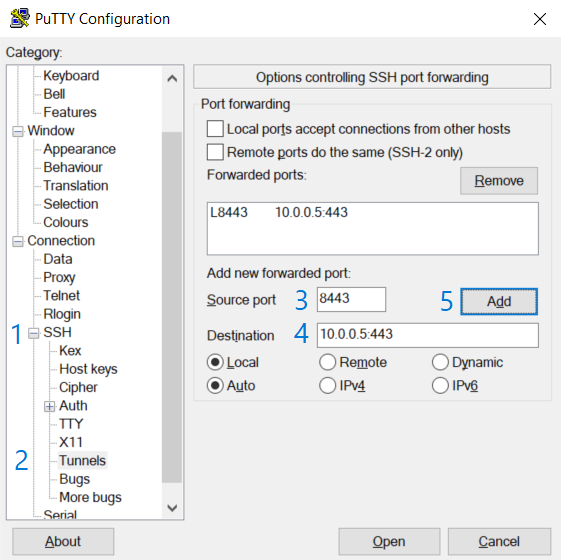 PuTTY Configuration
Category:
Keyboard
Bell
Features
Window
Appearance
Behaviour
Translation
Selection
Colours
Connection
Data
Proxy
Telnet
Rlogin
1 SSH
Kex
Host keys
Cipher
Auth
TTY
X11
2 Tunnels
Bugs
More bugs
Serial
Options controlling SSH port forwarding
Port forwarding
Local ports accept connections from other hosts
Remote ports do the same (SSH-2 only)
Forwarded ports:
Remove
L8443 10.0.0.5:443
Add new forwarded port:
Source port 3 8443 5 Add
Destination 4 10.0.0.5:443
Local Remote Dynamic
Auto IPv4 IPv6
About Open Cancel